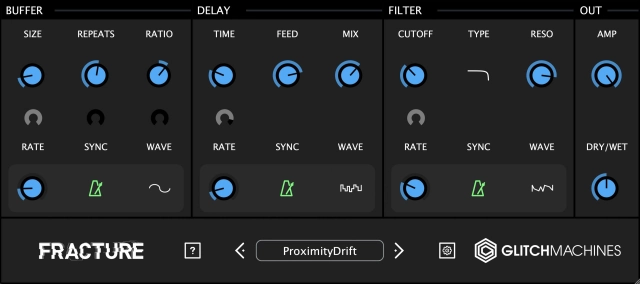 BUFFER DELAY FILTER OUT
SIZE REPEATS RATIO TIME FEED MIX CUTOFF TYPE RESO AMP
RATE SYNC WAVE RATE SYNC WAVE RATE SYNC WAVE DRY/WET
FRACTURE ? ProximityDrift GLITCHMACHINES